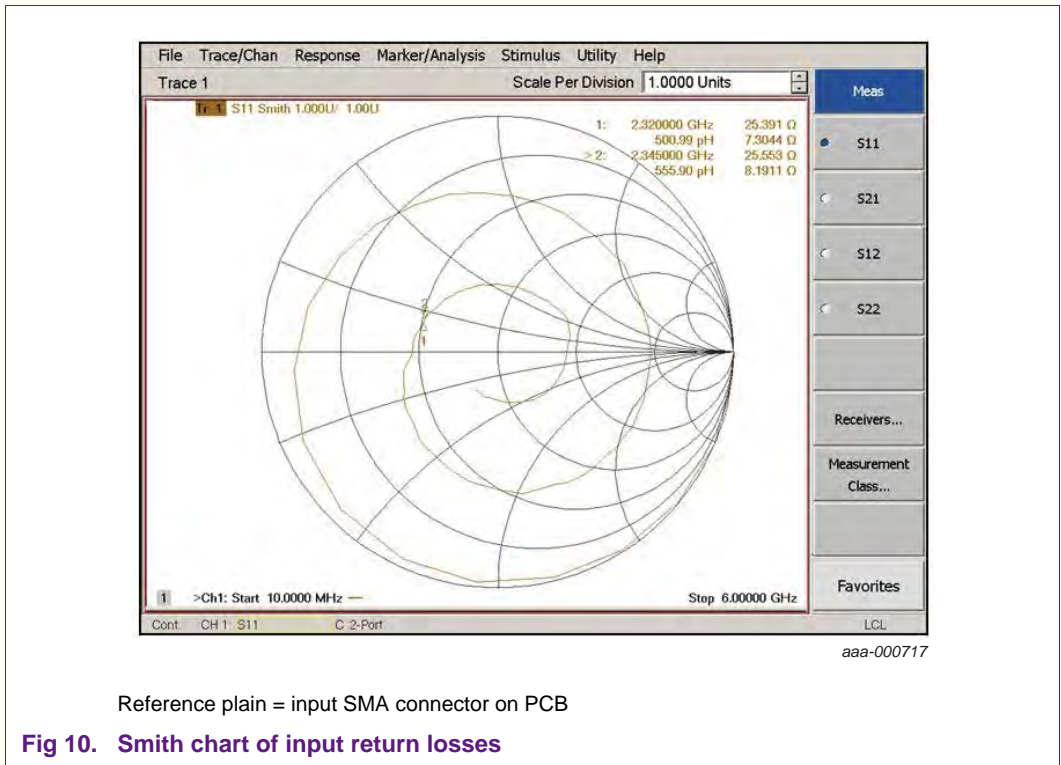 File Trace/Chan Response Marker/Analysis Stimulus Utility Help
Trace 1 Scale Per Division 1.0000 Units
Tr 1 S11 Smith 1.000U/ 1.00U
1: 2.320000 GHz 25.391 Ω
500.99 pH 7.3044 Ω
>2: 2.345000 GHz 25.553 Ω
555.90 pH 8.1911 Ω
2
1
1 >Ch1: Start 10.0000 MHz — Stop 6.00000 GHz
Cont. CH 1: S11 C 2-Port LCL
Meas
S11
S21
S12
S22
Receivers...
Measurement
Class...
Favorites
aaa-000717
Reference plain = input SMA connector on PCB
Fig 10. Smith chart of input return losses